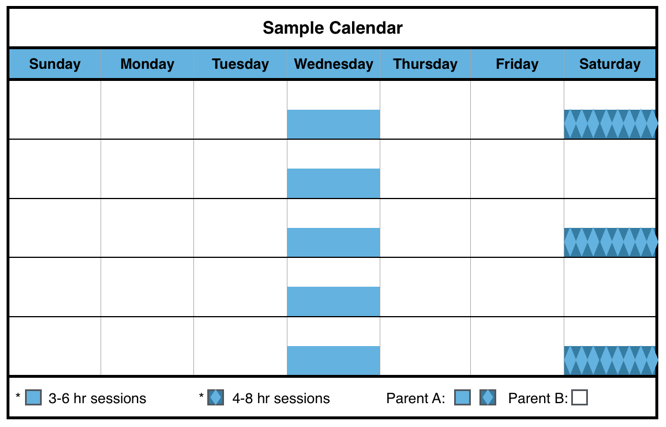 Sample Calendar
Sunday Monday Tuesday Wednesday Thursday Friday Saturday
* 3-6 hr sessions * 4-8 hr sessions Parent A: Parent B: